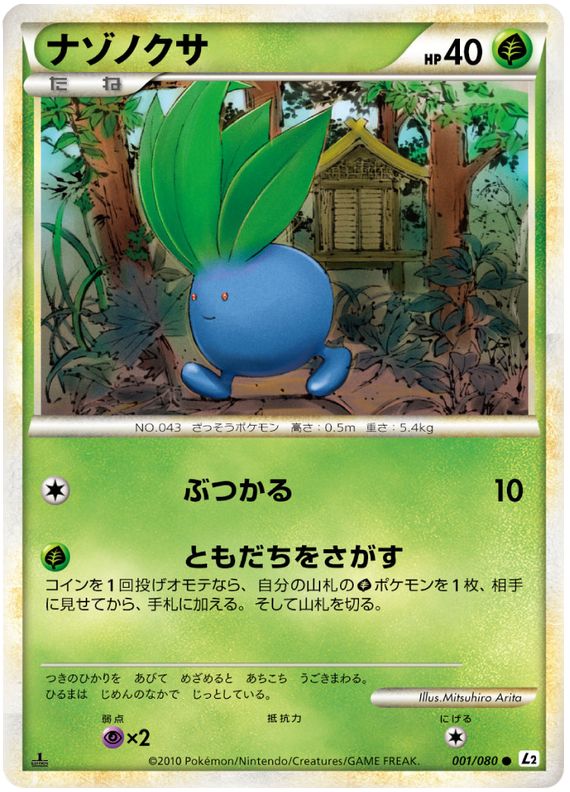 ナゾノクサ HP40
たね
NO.043 ざっそうポケモン 高さ：0.5m 重さ：5.4kg
ぶつかる 10
ともだちをさがす
コインを1回投げオモテなら、自分の山札のポケモンを1枚、相手
に見せてから、手札に加える。そして山札を切る。
つきのひかりを あびて めざめると あちこち うごきまわる。
ひるまは じめんのなかで じっとしている。
Illus.Mitsuhiro Arita
弱点 抵抗力 にげる
×2
1 EDITION ©2010 Pokémon/Nintendo/Creatures/GAME FREAK. 001/080 ● L2